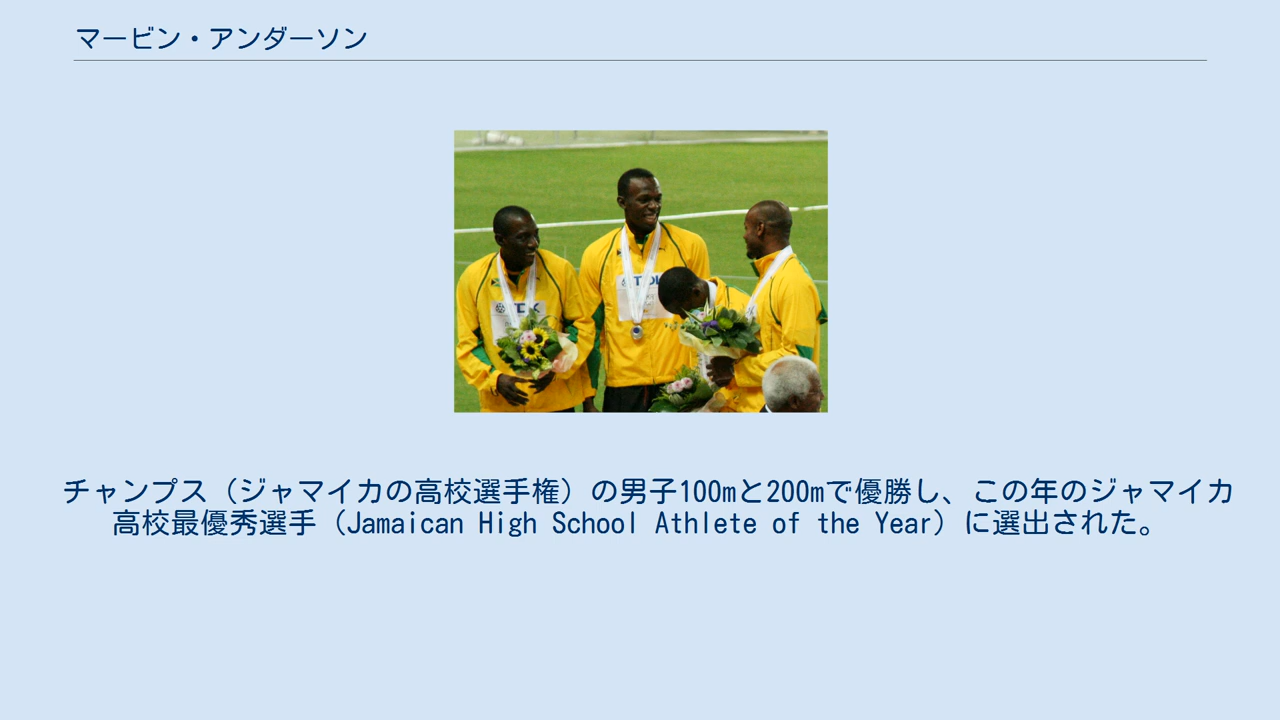 マービン・アンダーソン
TDK
TDK
チャンプス（ジャマイカの高校選手権）の男子100mと200mで優勝し、この年のジャマイカ
高校最優秀選手（Jamaican High School Athlete of the Year）に選出された。